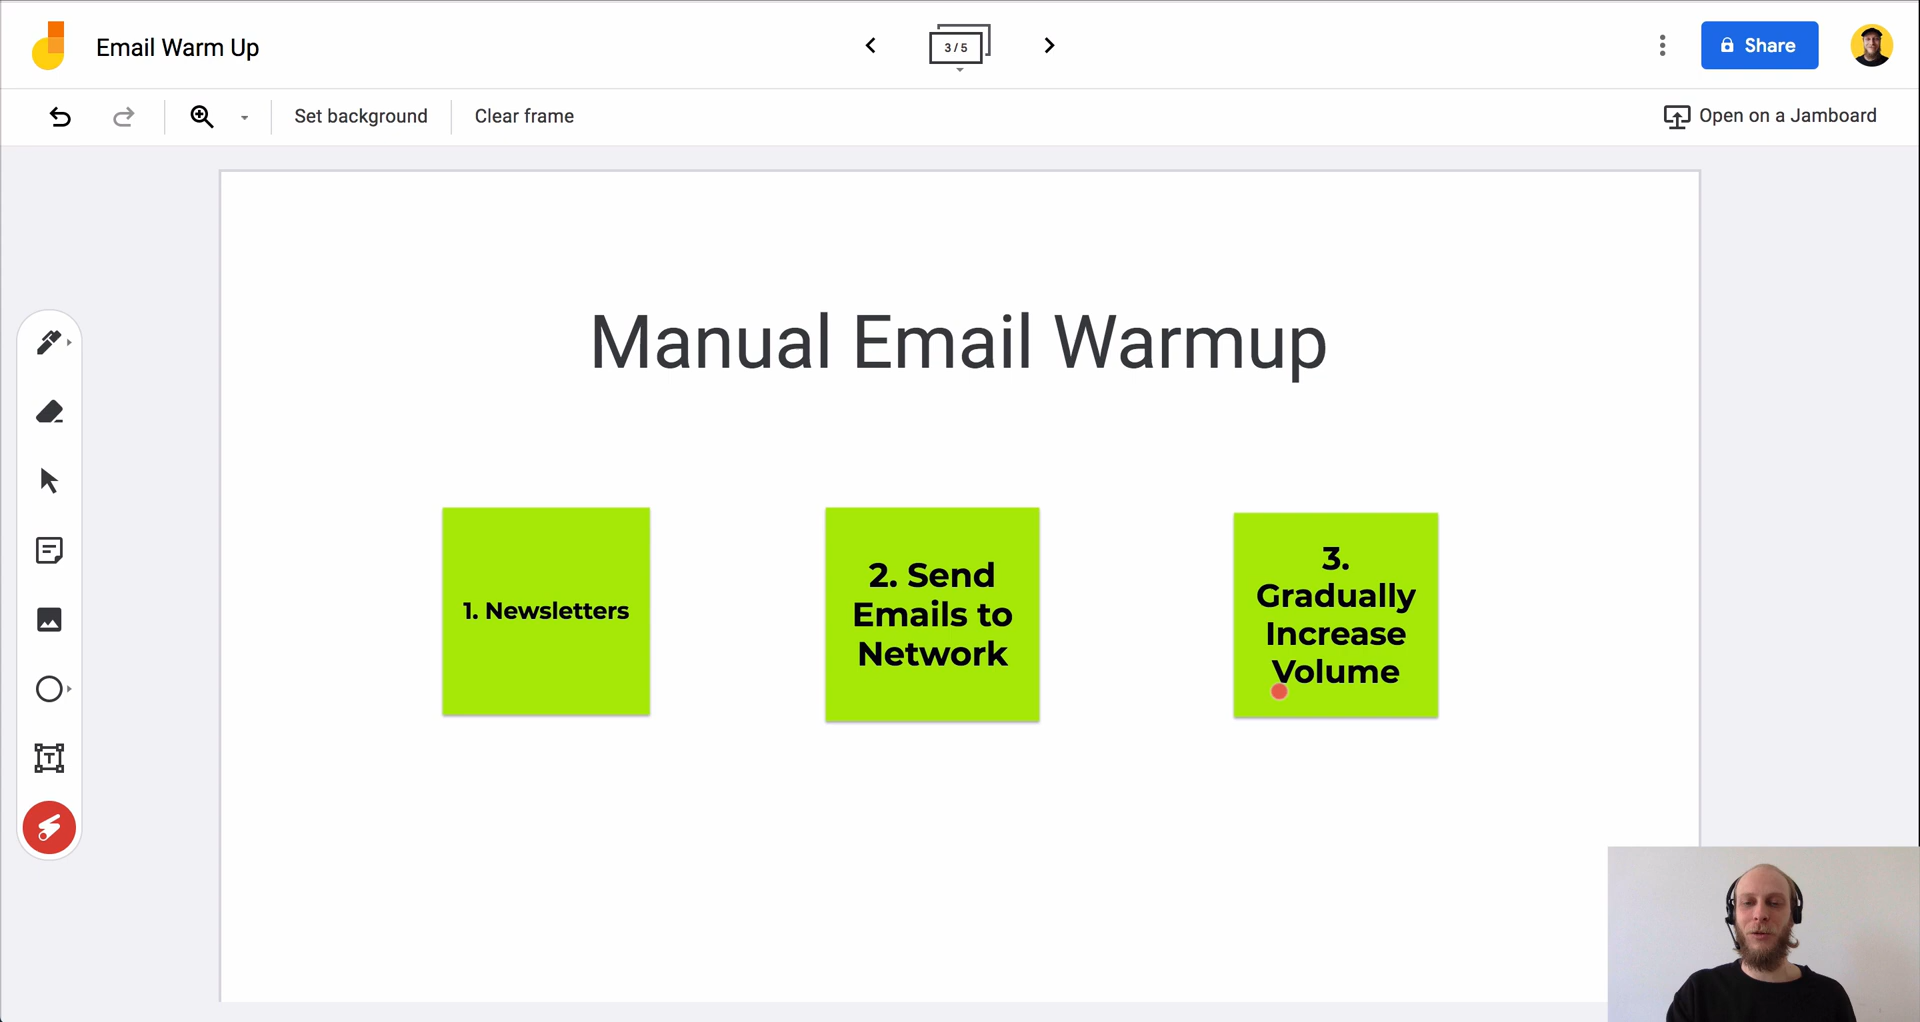 Email Warm Up
3 / 5
Share
Set background
Clear frame
Open on a Jamboard
Manual Email Warmup
1. Newsletters
2. Send
Emails to
Network
3.
Gradually
Increase
Volume